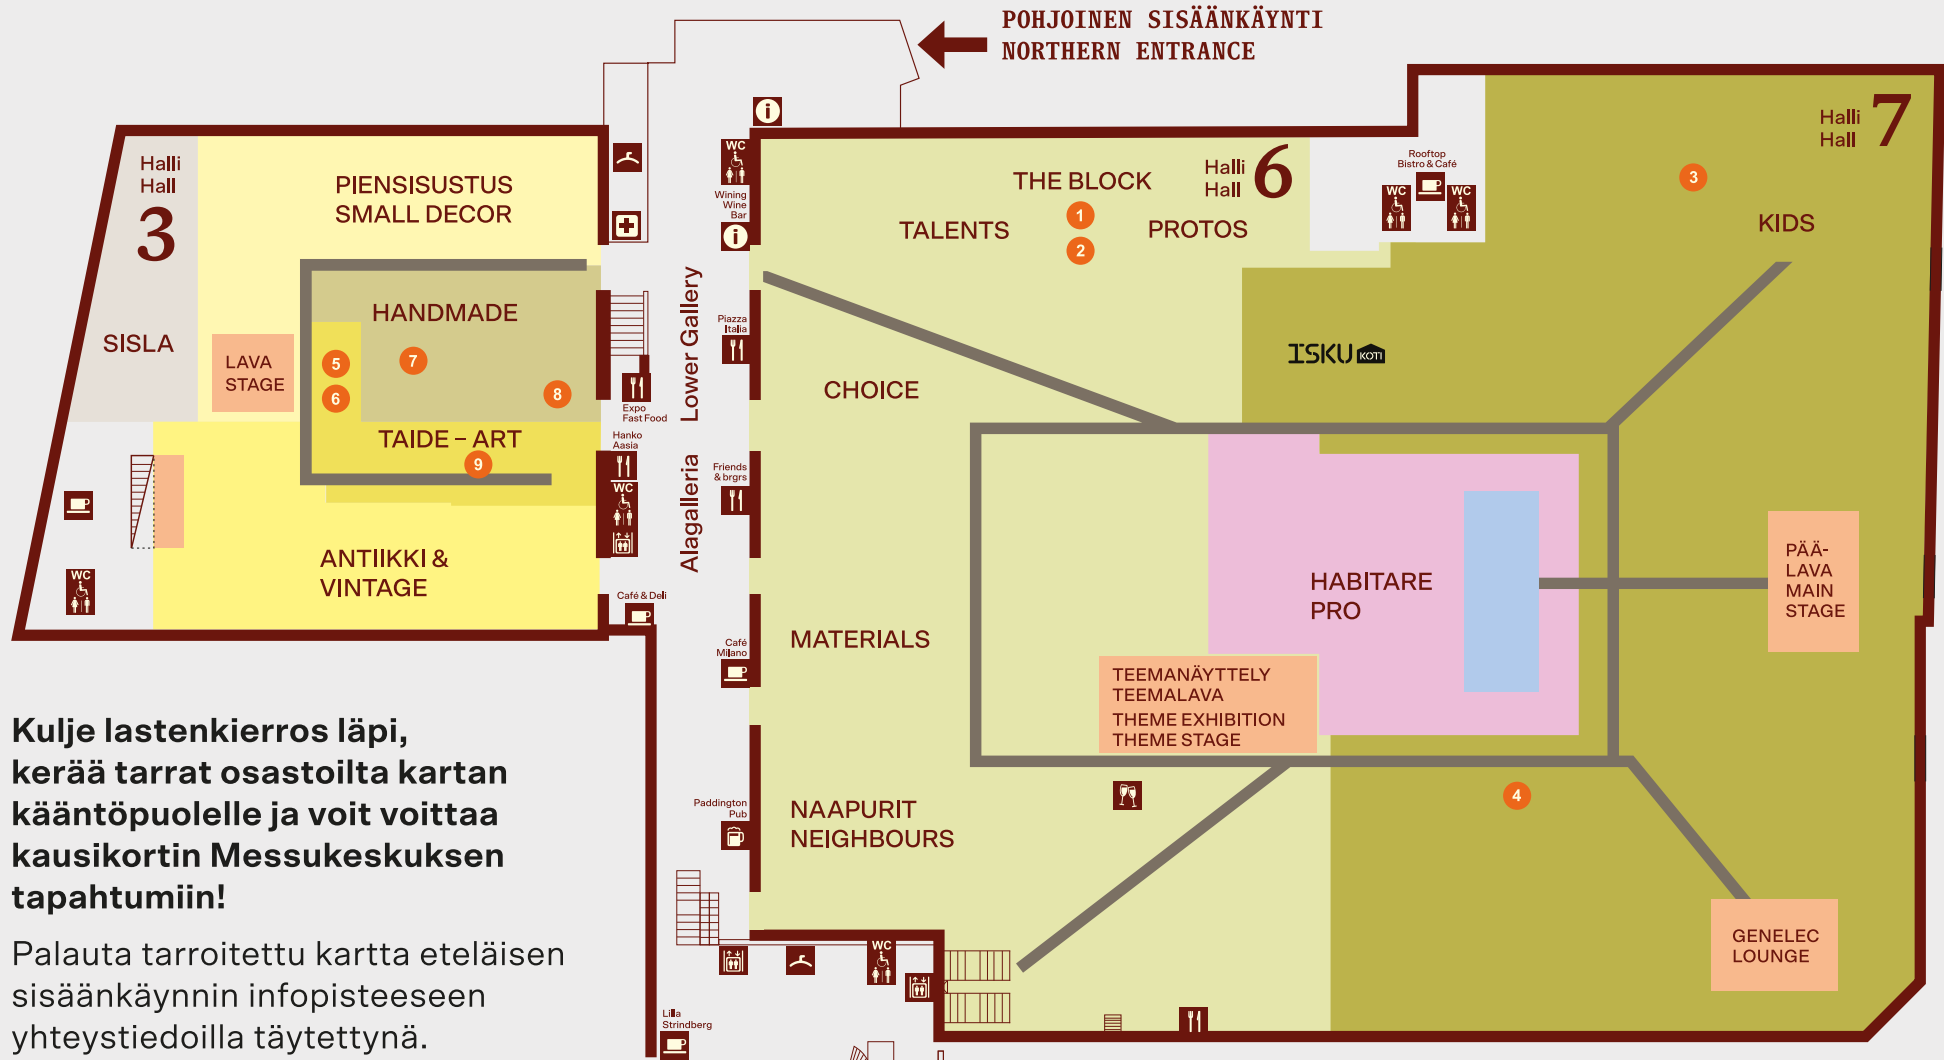 POHJOINEN SISÄÄNKÄYNTI
NORTHERN ENTRANCE
Halli
Hall
3
PIENSISUSTUS
SMALL DECOR
SISLA
LAVA
STAGE
HANDMADE
5
6
7
8
TAIDE – ART
9
ANTIIKKI &
VINTAGE
WC
WC
Wining
Wine
Bar
Piazza
Italia
Expo
Fast Food
Hanko
Aasia
WC
Friends
& brgrs
Café & Deli
Café
Milano
Paddington
Pub
Alagalleria Lower Gallery
THE BLOCK
1
2
TALENTS
PROTOS
Halli
Hall
6
Rooftop
Bistro & Café
WC
WC
Halli
Hall
7
3
KIDS
ISKU KOTI
CHOICE
MATERIALS
NAAPURIT
NEIGHBOURS
HABITARE
PRO
TEEMANÄYTTELY
TEEMALAVA
THEME EXHIBITION
THEME STAGE
PÄÄ-
LAVA
MAIN
STAGE
4
GENELEC
LOUNGE
WC
Lilla
Strindberg
Kulje lastenkierros läpi,
kerää tarrat osastoilta kartan
kääntöpuolelle ja voit voittaa
kausikortin Messukeskuksen
tapahtumiin!
Palauta tarroitettu kartta eteläisen
sisäänkäynnin infopisteeseen
yhteystiedoilla täytettynä.